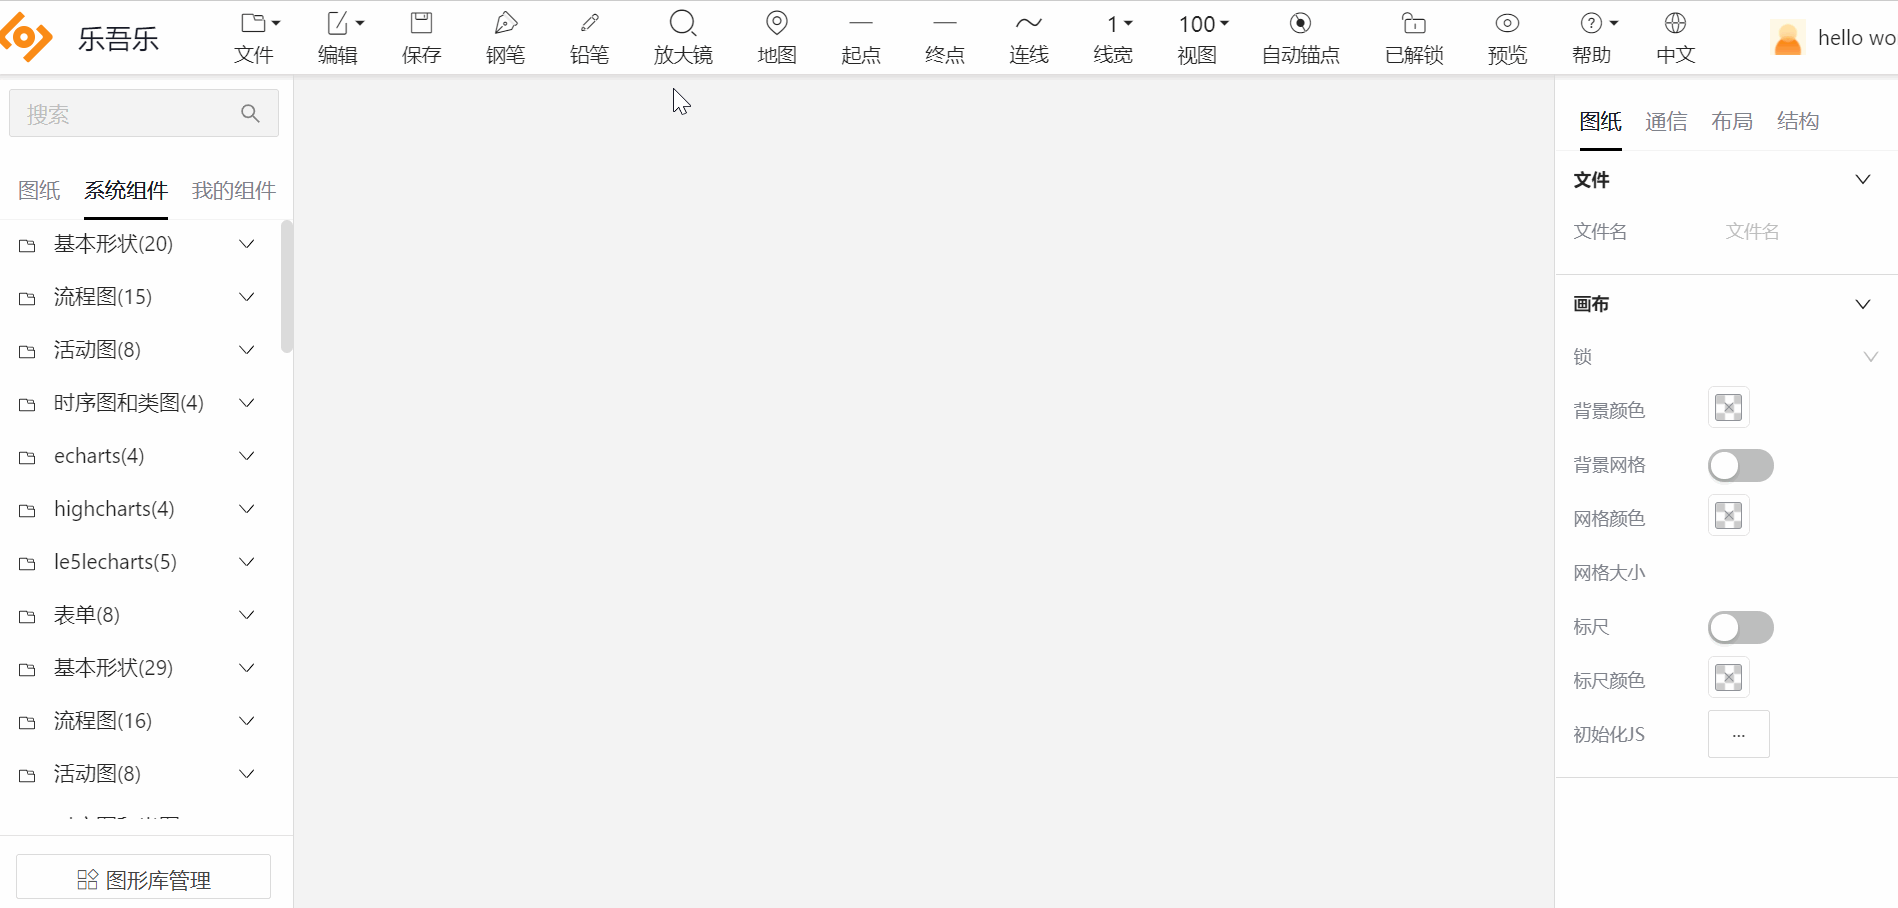 乐吾乐
文件
编辑
保存
钢笔
铅笔
放大镜
地图
起点
终点
连线
1
线宽
100
视图
自动锚点
已解锁
预览
帮助
中文
hello wo
搜索
图纸 系统组件 我的组件
基本形状(20)
流程图(15)
活动图(8)
时序图和类图(4)
echarts(4)
highcharts(4)
le5lecharts(5)
表单(8)
基本形状(29)
流程图(16)
活动图(8)
图形库管理
图纸 通信 布局 结构
文件
文件名 文件名
画布
锁
背景颜色
背景网格
网格颜色
网格大小
标尺
标尺颜色
初始化JS ...